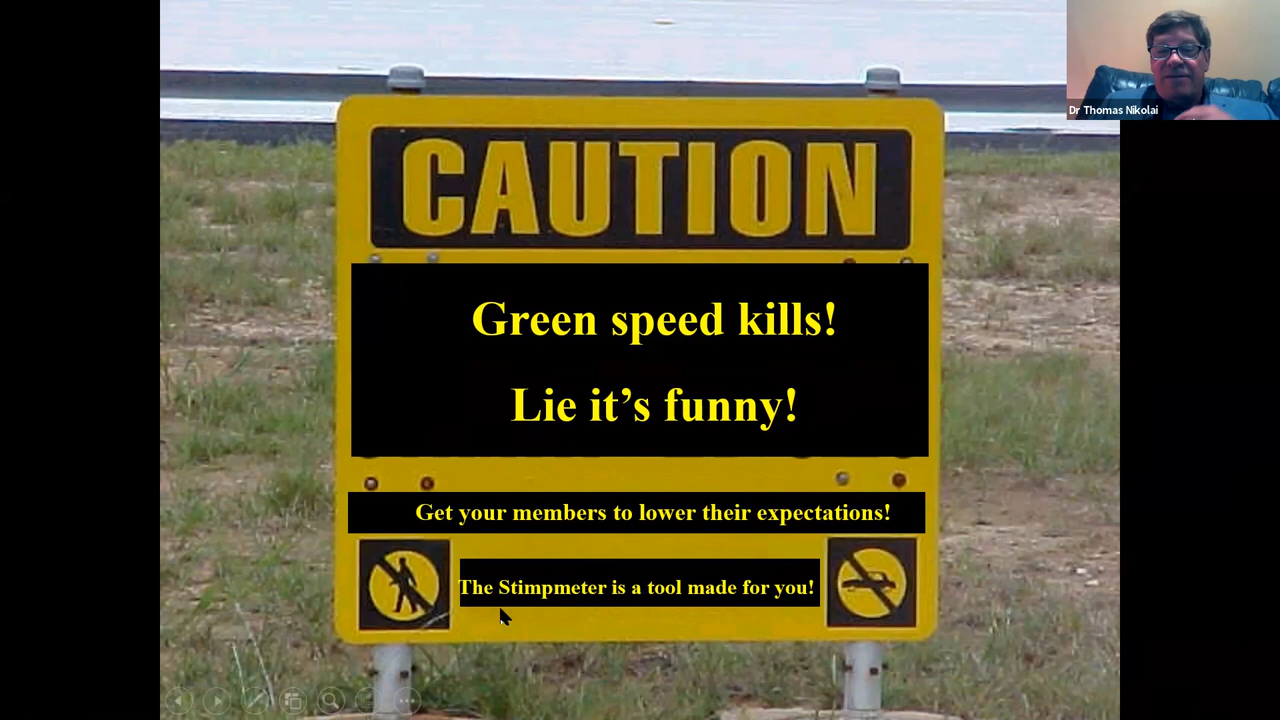 Dr Thomas Nikolai
CAUTION
Green speed kills!
Lie it’s funny!
Get your members to lower their expectations!
The Stimpmeter is a tool made for you!